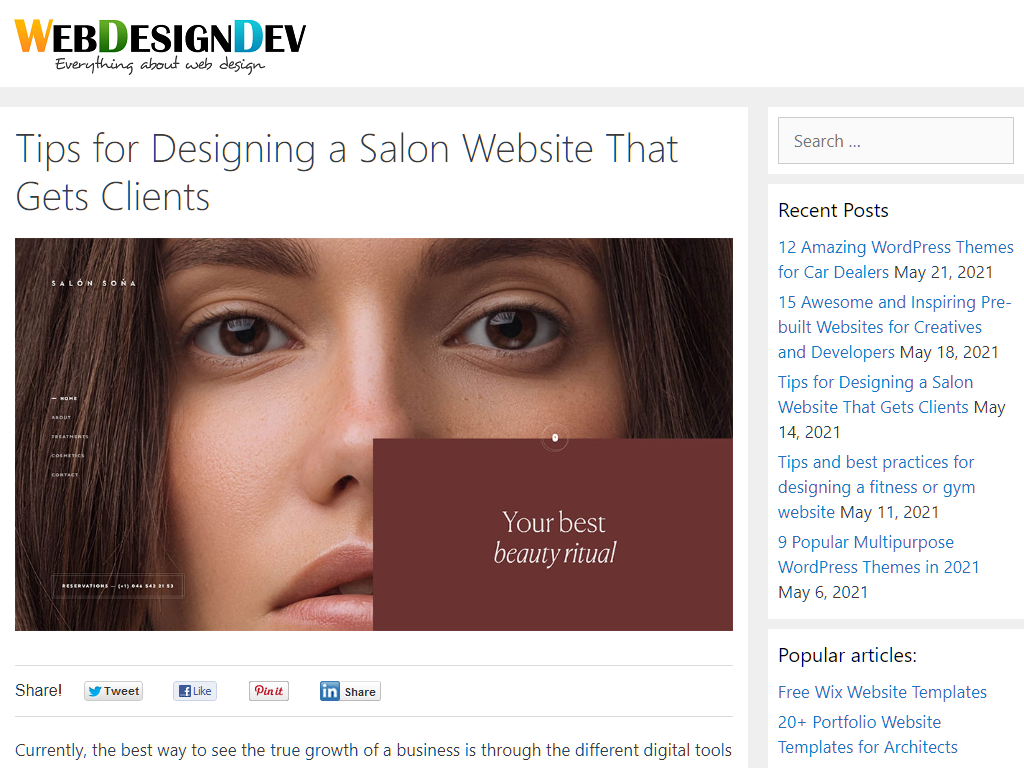 WEBDESIGNDEV
Everything about web design
Tips for Designing a Salon Website That
Gets Clients
SALÓN SOÑA
HOME
ABOUT
TREATMENTS
COSMETICS
CONTACT
RESERVATIONS — (+1) 046 543 21 53
Your best
beauty ritual
Share!
Tweet
Like
Pin it
in Share
Currently, the best way to see the true growth of a business is through the different digital tools
Search ...
Recent Posts
12 Amazing WordPress Themes
for Car Dealers May 21, 2021
15 Awesome and Inspiring Pre-
built Websites for Creatives
and Developers May 18, 2021
Tips for Designing a Salon
Website That Gets Clients May
14, 2021
Tips and best practices for
designing a fitness or gym
website May 11, 2021
9 Popular Multipurpose
WordPress Themes in 2021
May 6, 2021
Popular articles:
Free Wix Website Templates
20+ Portfolio Website
Templates for Architects